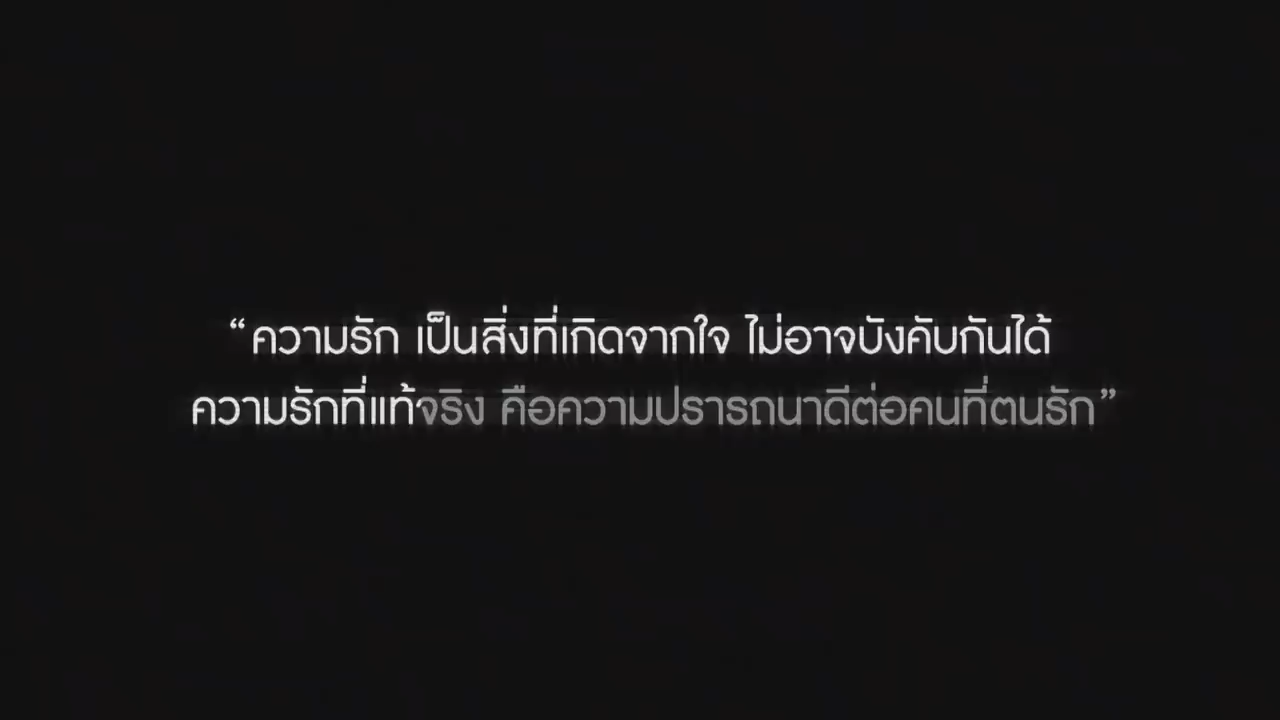 “ความรัก เป็นสิ่งที่เกิดจากใจ ไม่อาจบังคับกันได้
ความรักที่แท้จริง คือความปรารถนาดีต่อคนที่ตนรัก”